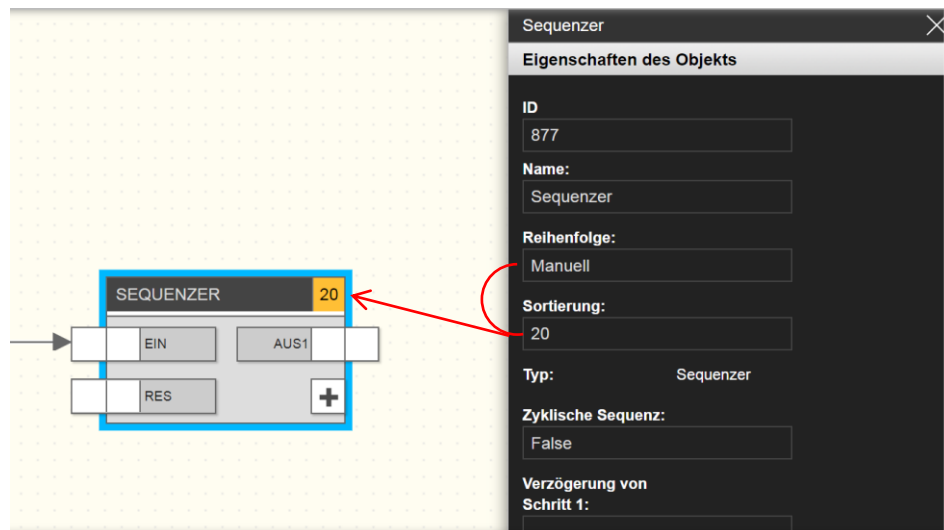 Sequenzer
Eigenschaften des Objekts
ID
877
Name:
Sequenzer
Reihenfolge:
Manuell
Sortierung:
20
Typ: Sequenzer
Zyklische Sequenz:
False
Verzögerung von
Schritt 1:
SEQUENZER 20
EIN AUS1
RES +